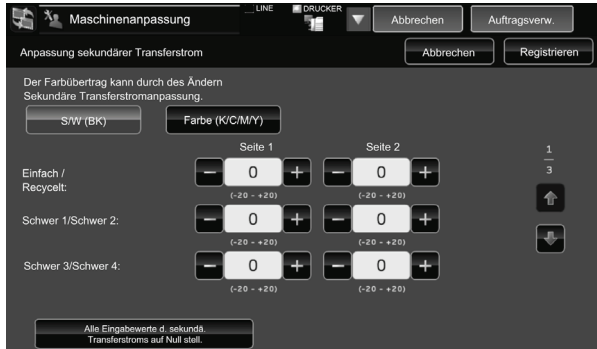 LINE
DRUCKER
Maschinenanpassung
Abbrechen
Auftragsverw.
Anpassung sekundärer Transferstrom
Abbrechen
Registrieren
Der Farbübertrag kann durch des Ändern
Sekundäre Transferstromanpassung.
S/W (BK)
Farbe (K/C/M/Y)
Seite 1
Seite 2
1
3
Einfach /
Recycelt:
− 0 +
− 0 +
(-20 - +20)
(-20 - +20)
Schwer 1/Schwer 2:
− 0 +
− 0 +
(-20 - +20)
(-20 - +20)
Schwer 3/Schwer 4:
− 0 +
− 0 +
(-20 - +20)
(-20 - +20)
Alle Eingabewerte d. sekundä.
Transferstroms auf Null stell.